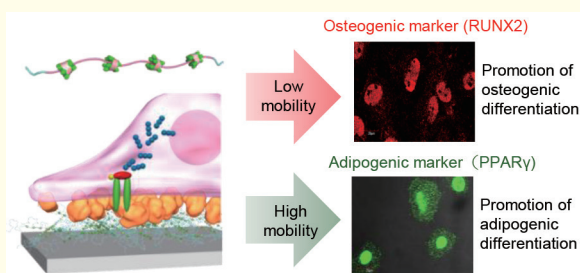 Osteogenic marker (RUNX2)
Low
mobility
Promotion of
osteogenic
differentiation
Adipogenic marker（PPARγ）
High
mobility
Promotion of
adipogenic
differentiation